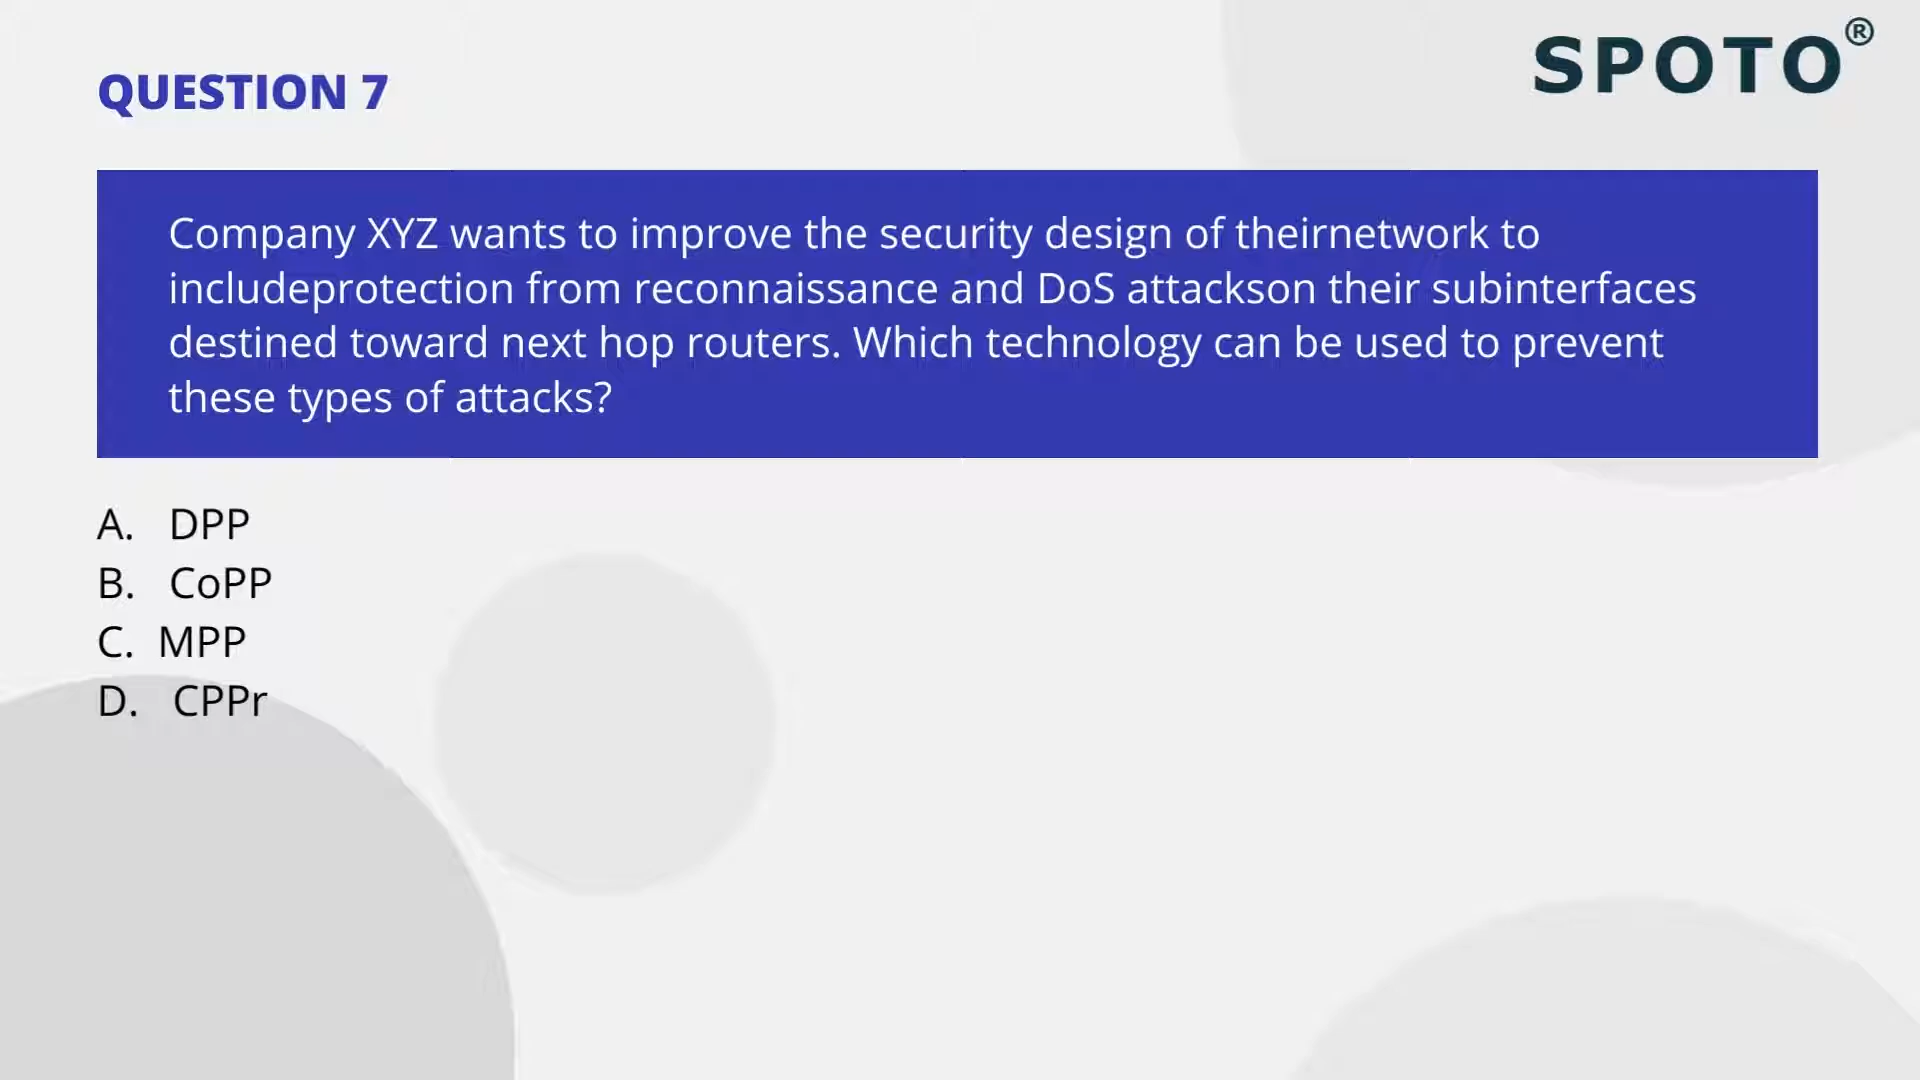 SPOTO®
QUESTION 7
Company XYZ wants to improve the security design of theirnetwork to
includeprotection from reconnaissance and DoS attackson their subinterfaces
destined toward next hop routers. Which technology can be used to prevent
these types of attacks?
A. DPP
B. CoPP
C. MPP
D. CPPr